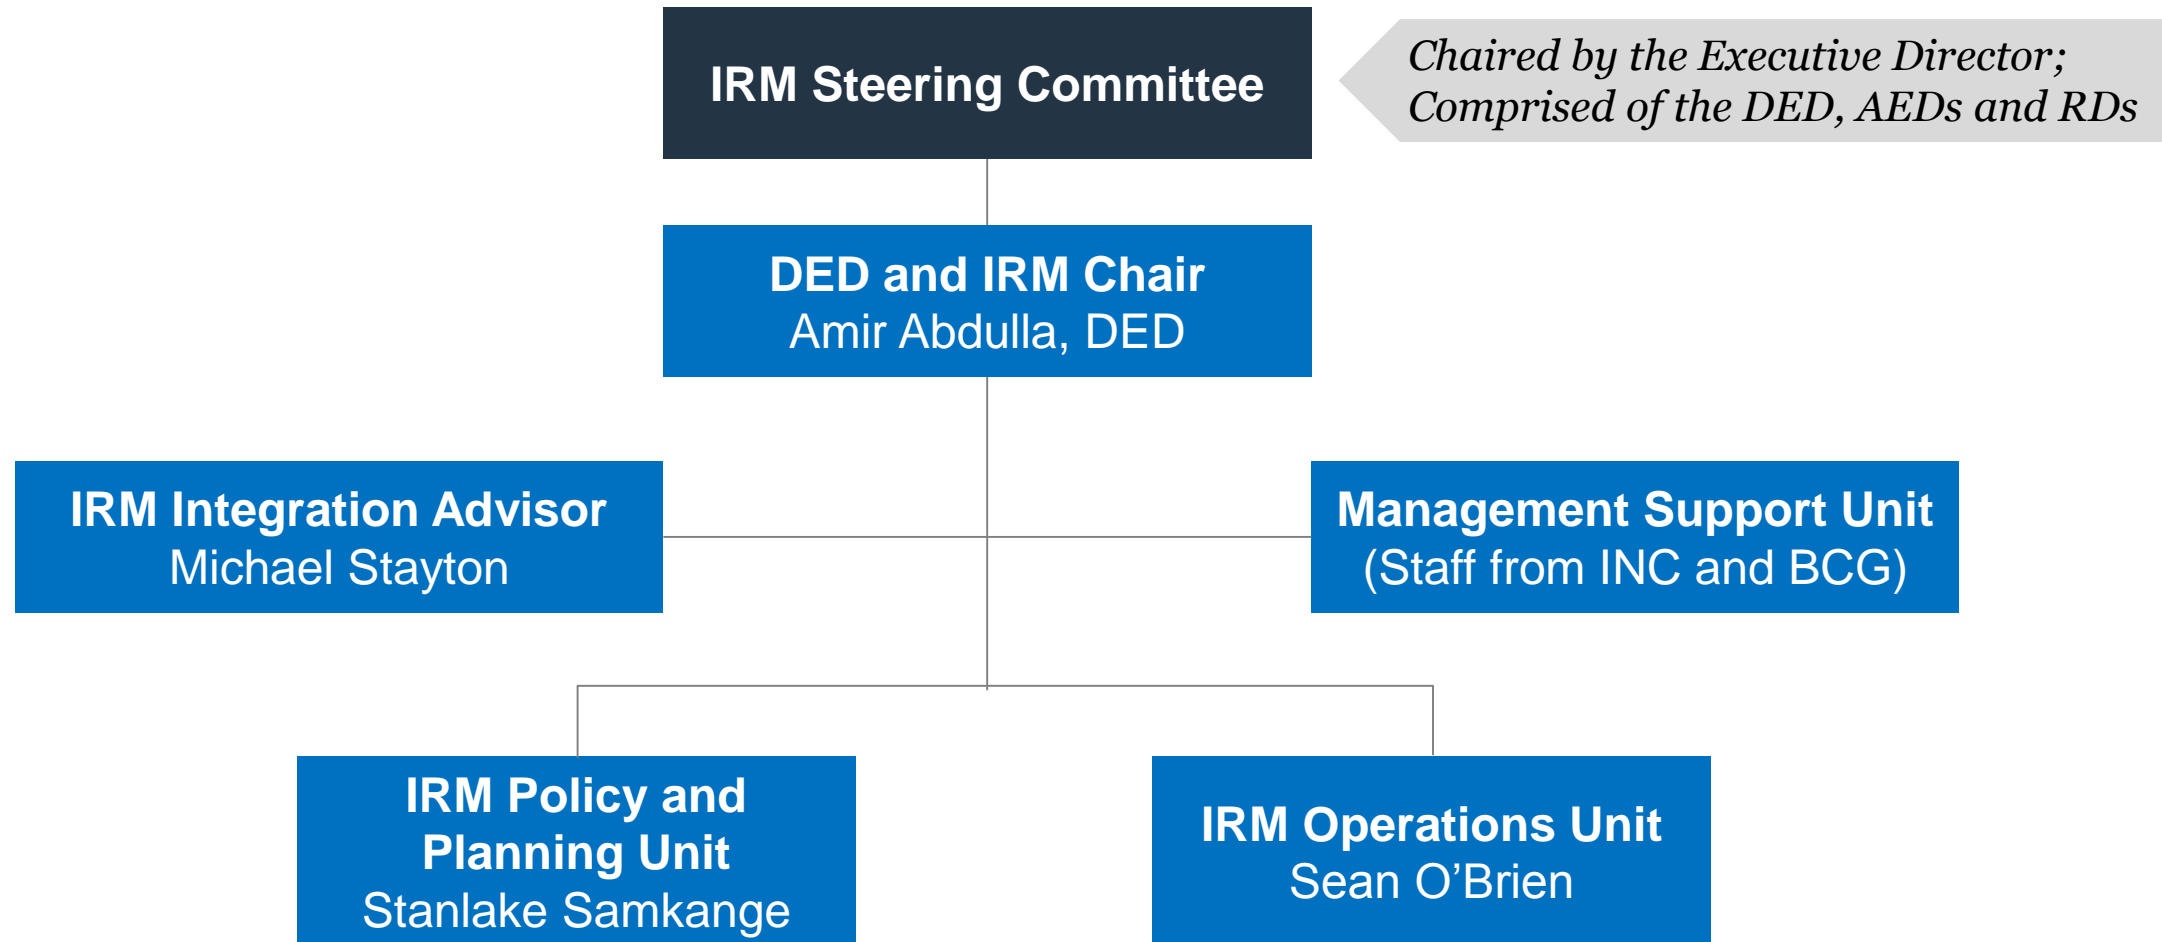 IRM Steering Committee
Chaired by the Executive Director;
Comprised of the DED, AEDs and RDs
DED and IRM Chair
Amir Abdulla, DED
IRM Integration Advisor
Michael Stayton
Management Support Unit
(Staff from INC and BCG)
IRM Policy and
Planning Unit
Stanlake Samkange
IRM Operations Unit
Sean O’Brien